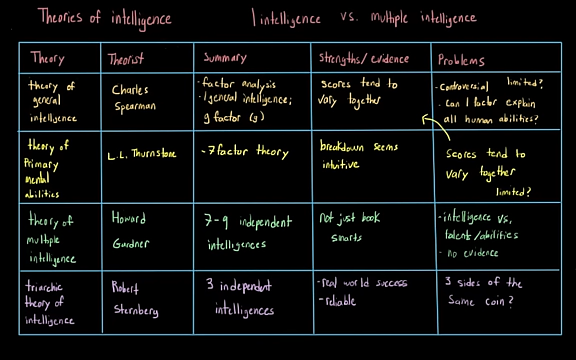 Theories of intelligence 1 intelligence vs. multiple intelligence
Theory Theorist Summary Strengths/evidence Problems
theory of
general
intelligence
Charles
Spearman
- factor analysis
- 1 general intelligence;
g factor (g)
scores tend to
vary together
- controversial limited?
- Can 1 factor explain
all human abilities?
theory of
Primary
mental
abilities
L.L. Thurnstone
- 7 factor theory
breakdown seems
intuitive
scores tend to
vary together
limited?
theory of
multiple
intelligence
Howard
Gardner
7-9 independent
intelligences
not just book
smarts
- intelligence vs.
talents/abilities
- no evidence
triarchic
theory of
intelligence
Robert
Sternberg
3 independent
intelligences
- real world success
- reliable
3 sides of the
same coin?